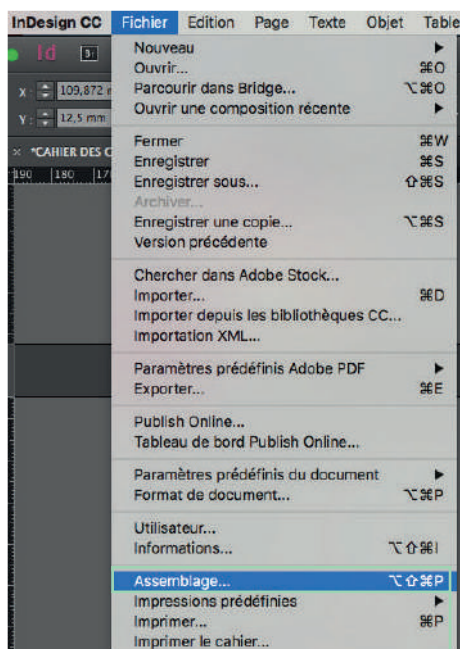 InDesign CC Fichier Edition Page Texte Objet Table
Id Br
X : 109,872
Y : 12,5 mm
× *CAHIER DES C
190 180 17
Nouveau ▶
Ouvrir... ⌘O
Parcourir dans Bridge... ⌥⌘O
Ouvrir une composition récente ▶
Fermer ⌘W
Enregistrer ⌘S
Enregistrer sous... ⇧⌘S
Archiver...
Enregistrer une copie... ⌥⌘S
Version précédente
Chercher dans Adobe Stock...
Importer... ⌘D
Importer depuis les bibliothèques CC...
Importation XML...
Paramètres prédéfinis Adobe PDF ▶
Exporter... ⌘E
Publish Online...
Tableau de bord Publish Online...
Paramètres prédéfinis du document ▶
Format de document... ⌥⌘P
Utilisateur...
Informations... ⌥⇧⌘I
Assemblage... ⌥⇧⌘P
Impressions prédéfinies ▶
Imprimer... ⌘P
Imprimer le cahier...